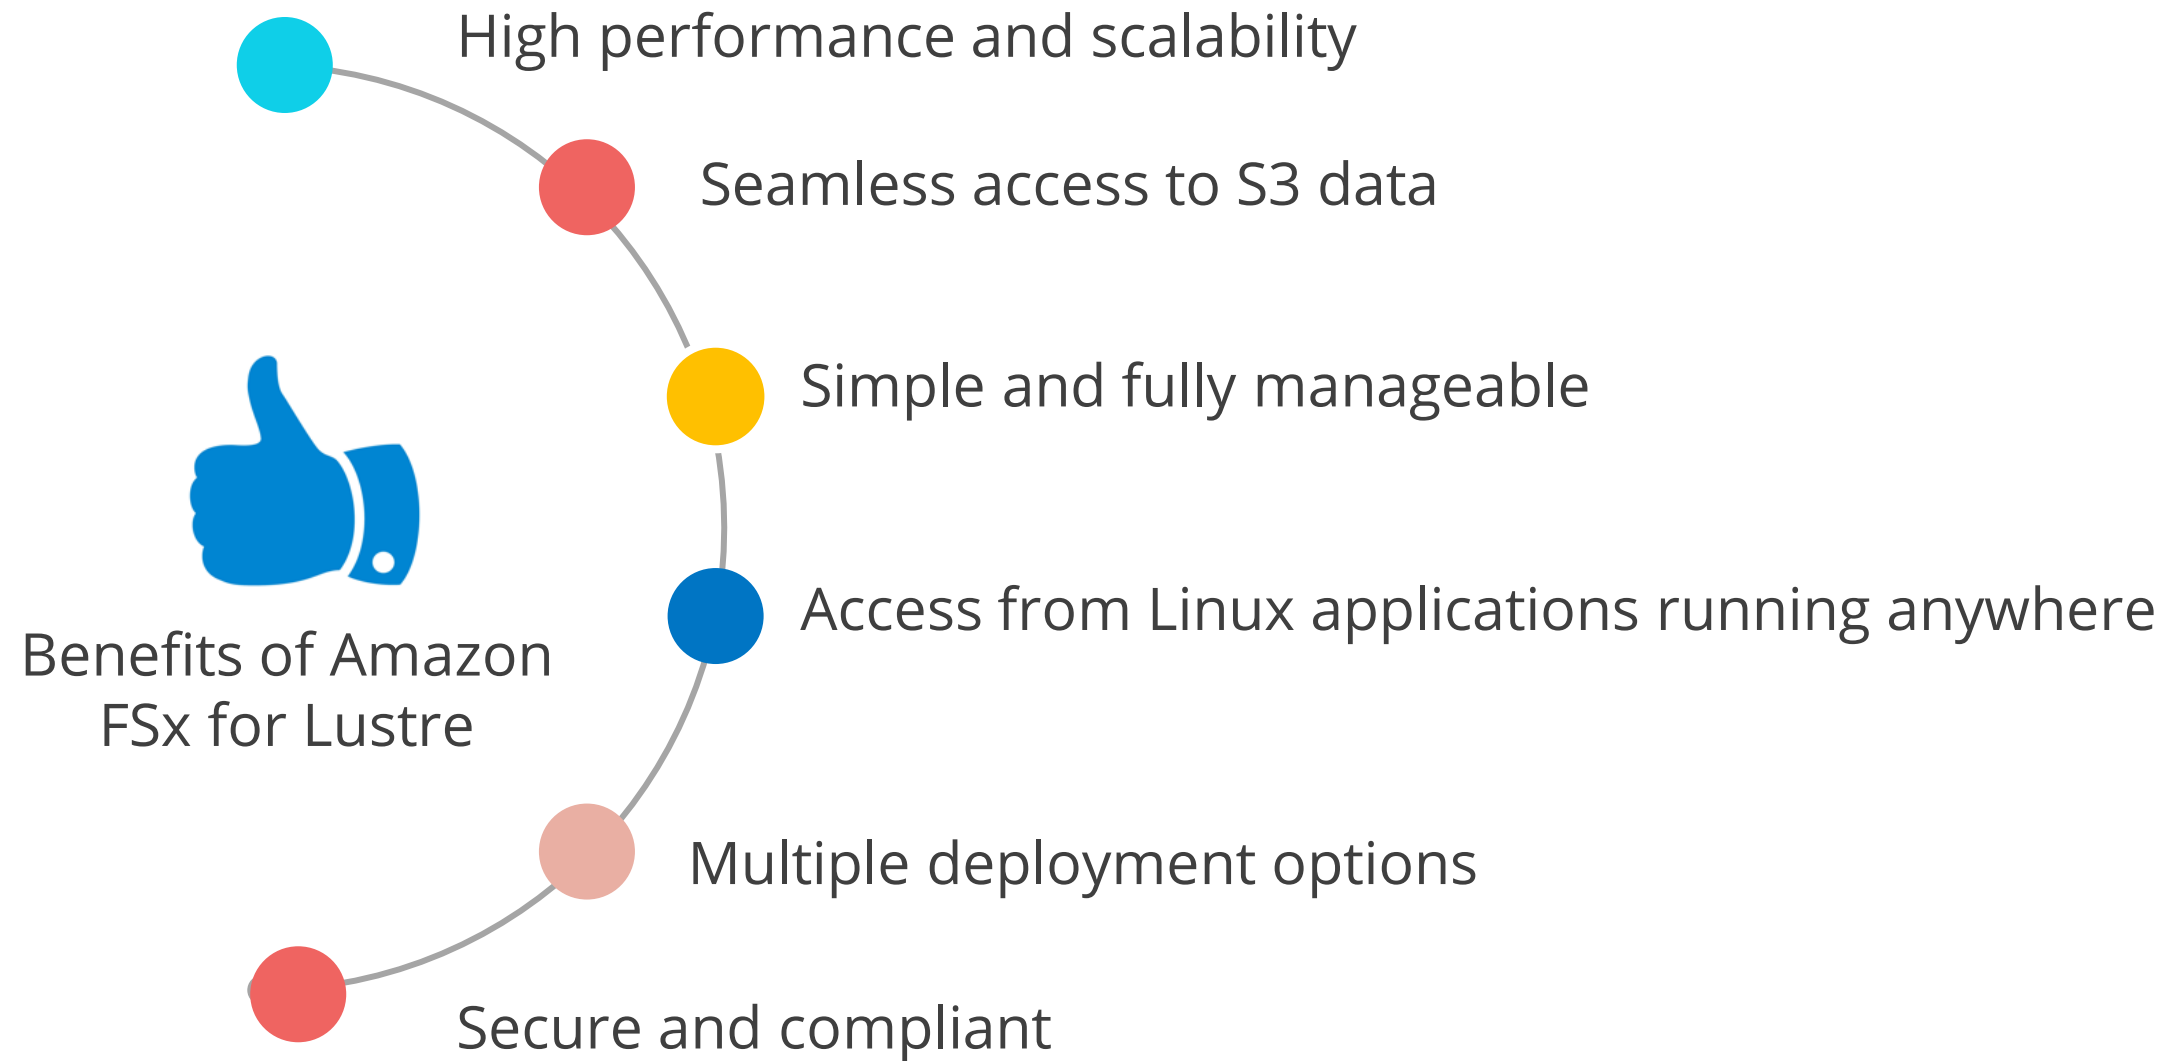 High performance and scalability
Seamless access to S3 data
Simple and fully manageable
Access from Linux applications running anywhere
Benefits of Amazon
FSx for Lustre
Multiple deployment options
Secure and compliant